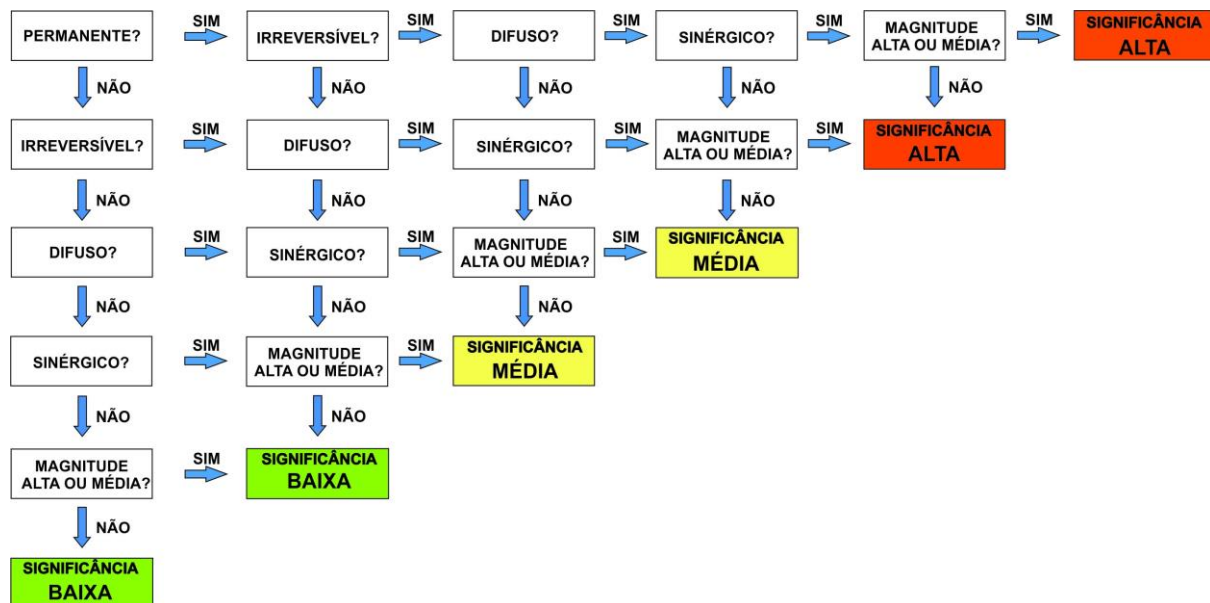 PERMANENTE? SIM IRREVERSÍVEL? SIM DIFUSO? SIM SINÉRGICO? SIM MAGNITUDE ALTA OU MÉDIA? SIM SIGNIFICÂNCIA ALTA
NÃO NÃO NÃO NÃO NÃO
IRREVERSÍVEL? SIM DIFUSO? SIM SINÉRGICO? SIM MAGNITUDE ALTA OU MÉDIA? SIM SIGNIFICÂNCIA ALTA
NÃO NÃO NÃO NÃO
DIFUSO? SIM SINÉRGICO? SIM MAGNITUDE ALTA OU MÉDIA? SIM SIGNIFICÂNCIA MÉDIA
NÃO NÃO NÃO
SINÉRGICO? SIM MAGNITUDE ALTA OU MÉDIA? SIM SIGNIFICÂNCIA MÉDIA
NÃO NÃO
MAGNITUDE ALTA OU MÉDIA? SIM SIGNIFICÂNCIA BAIXA
NÃO
SIGNIFICÂNCIA BAIXA